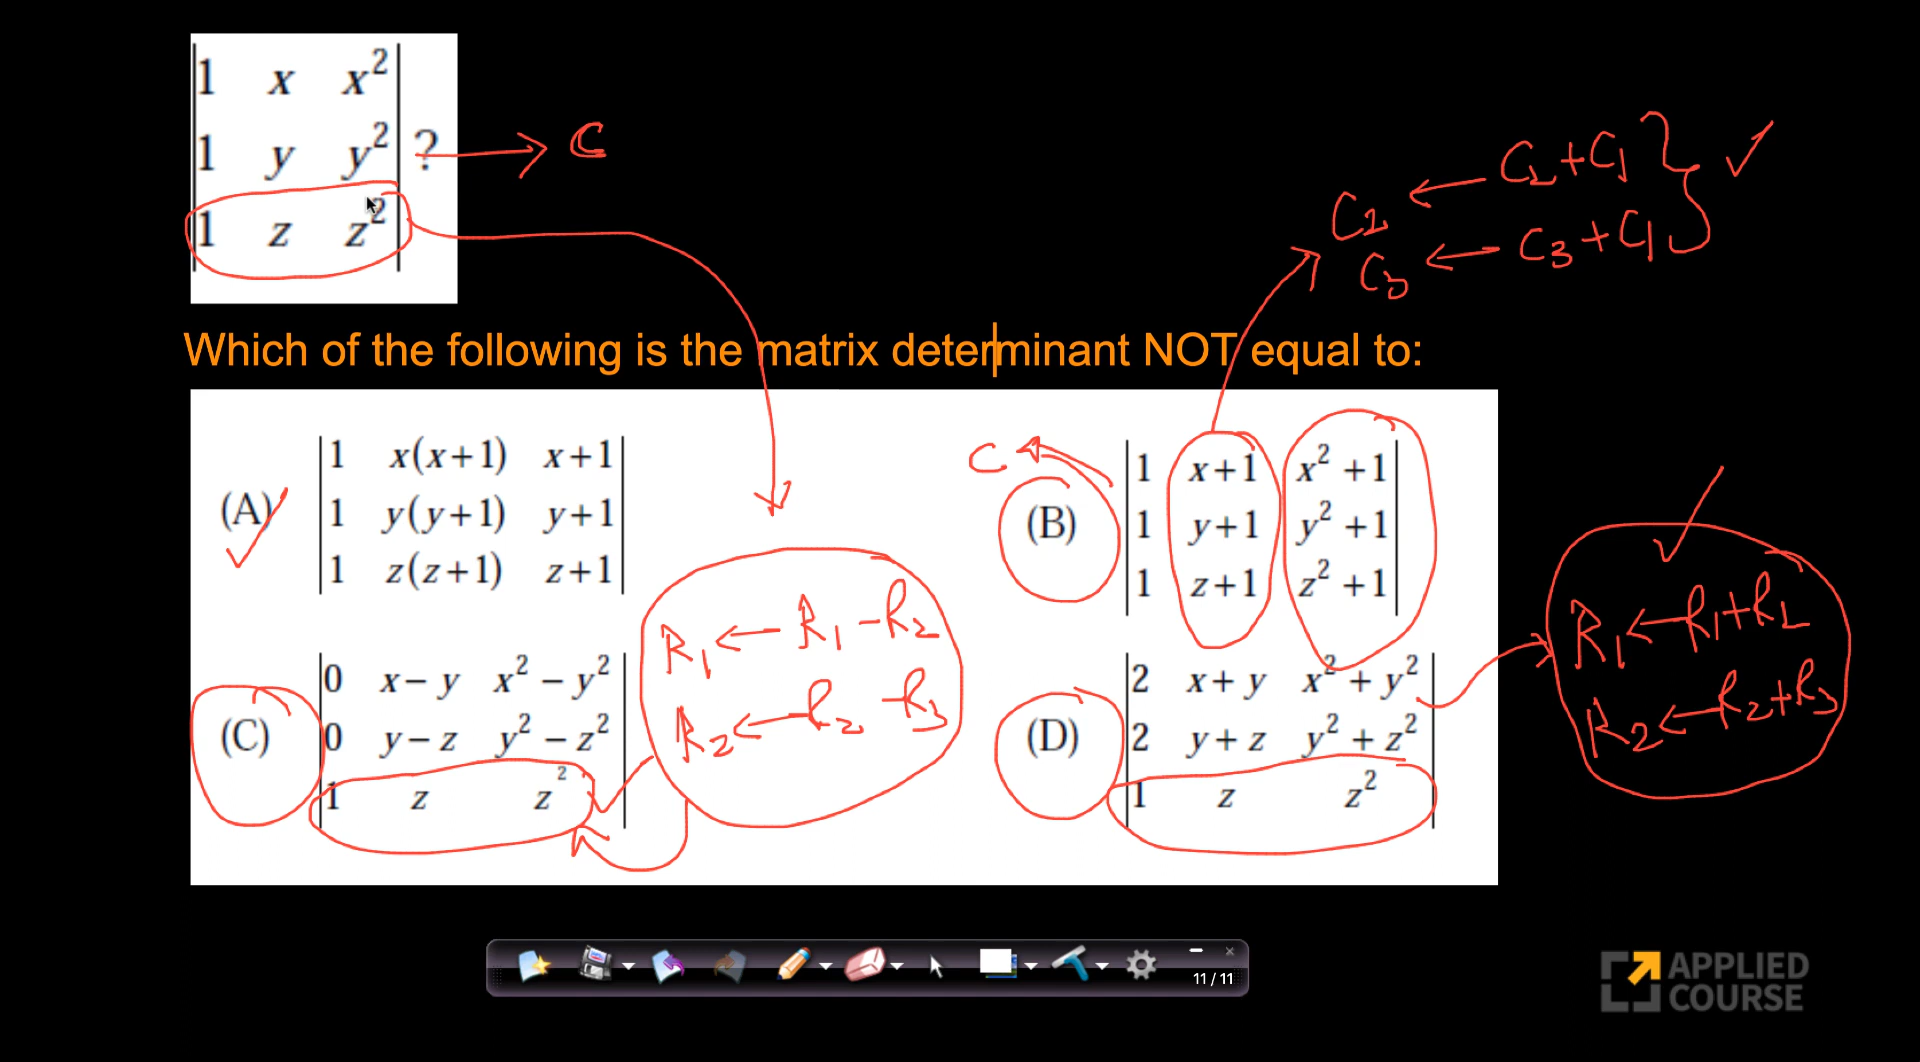 |1 x x²|
|1 y y²| ? → C
|1 z z²|
C₂ ← C₂+C₁ } ✓
C₃ ← C₃+C₁
Which of the following is the matrix determinant NOT equal to:
(A) |1 x(x+1) x+1|
|1 y(y+1) y+1|
|1 z(z+1) z+1|
C
(B) |1 x+1 x² +1|
|1 y+1 y² +1|
|1 z+1 z² +1|
(C) |0 x− y x² − y²|
|0 y− z y² − z²|
|1 z z²|
R₁ ← R₁ −R₂
R₂ ← R₂ −R₃
(D) |2 x+ y x² + y²|
|2 y+ z y² + z²|
|1 z z²|
R₁ ← R₁+R₂
R₂ ← R₂+R₃
11 / 11
APPLIED
COURSE